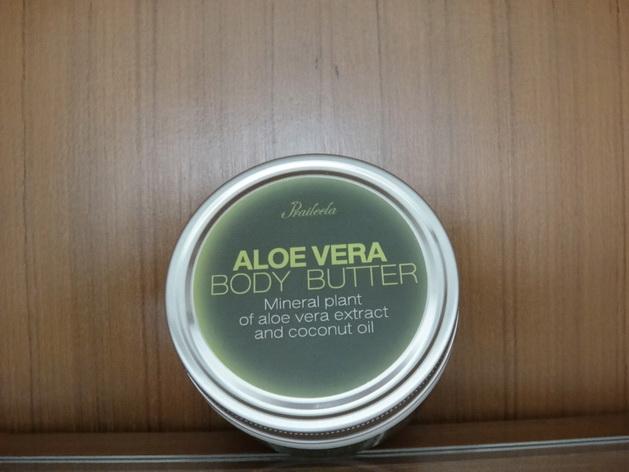 Praileela
ALOE VERA
BODY BUTTER
Mineral plant
of aloe vera extract
and coconut oil